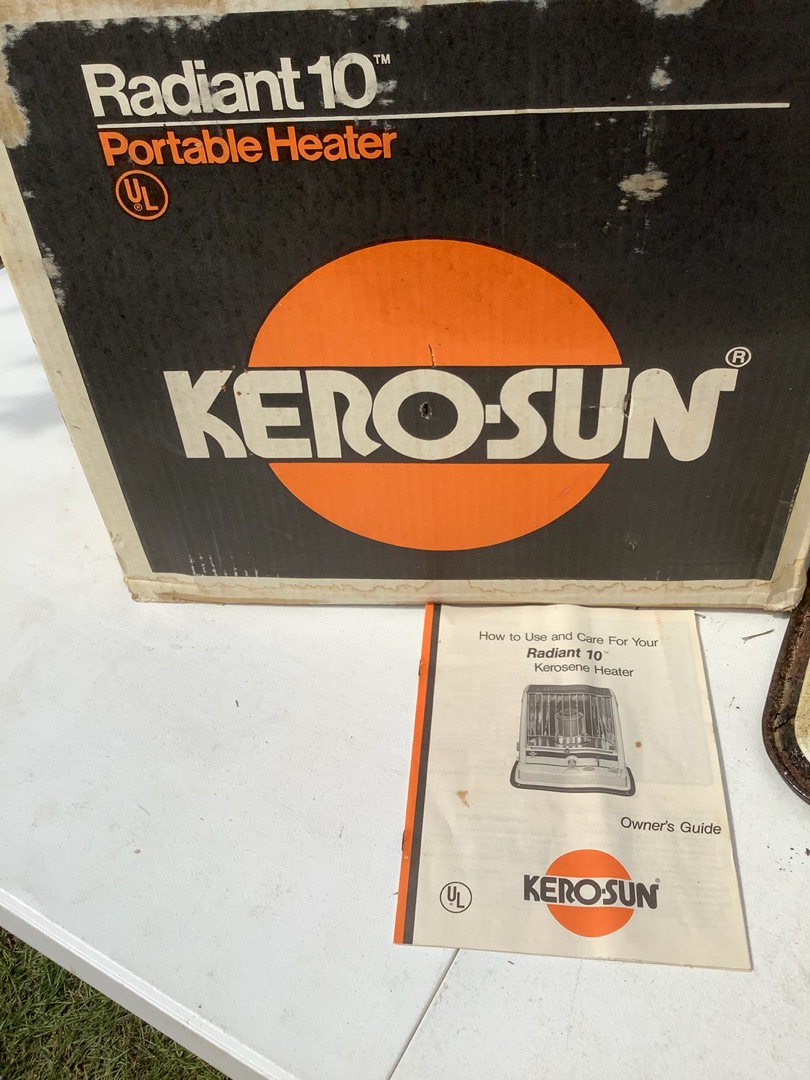 Radiant 10™
Portable Heater
UL®
KERO-SUN®
How to Use and Care For Your
Radiant 10™
Kerosene Heater
Owner's Guide
UL®
KERO-SUN®